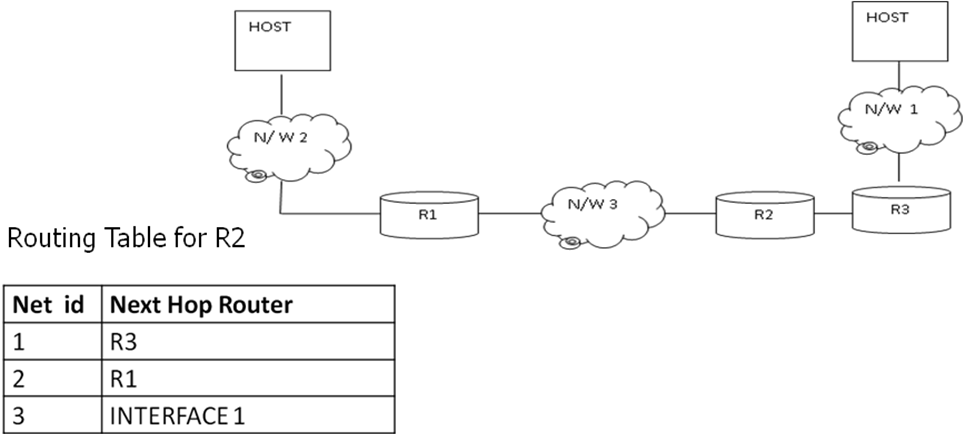 HOST
HOST
N/W 1
N/ W 2
N/W 3
R1
R2
R3
Routing Table for R2
Net id Next Hop Router
1 R3
2 R1
3 INTERFACE 1